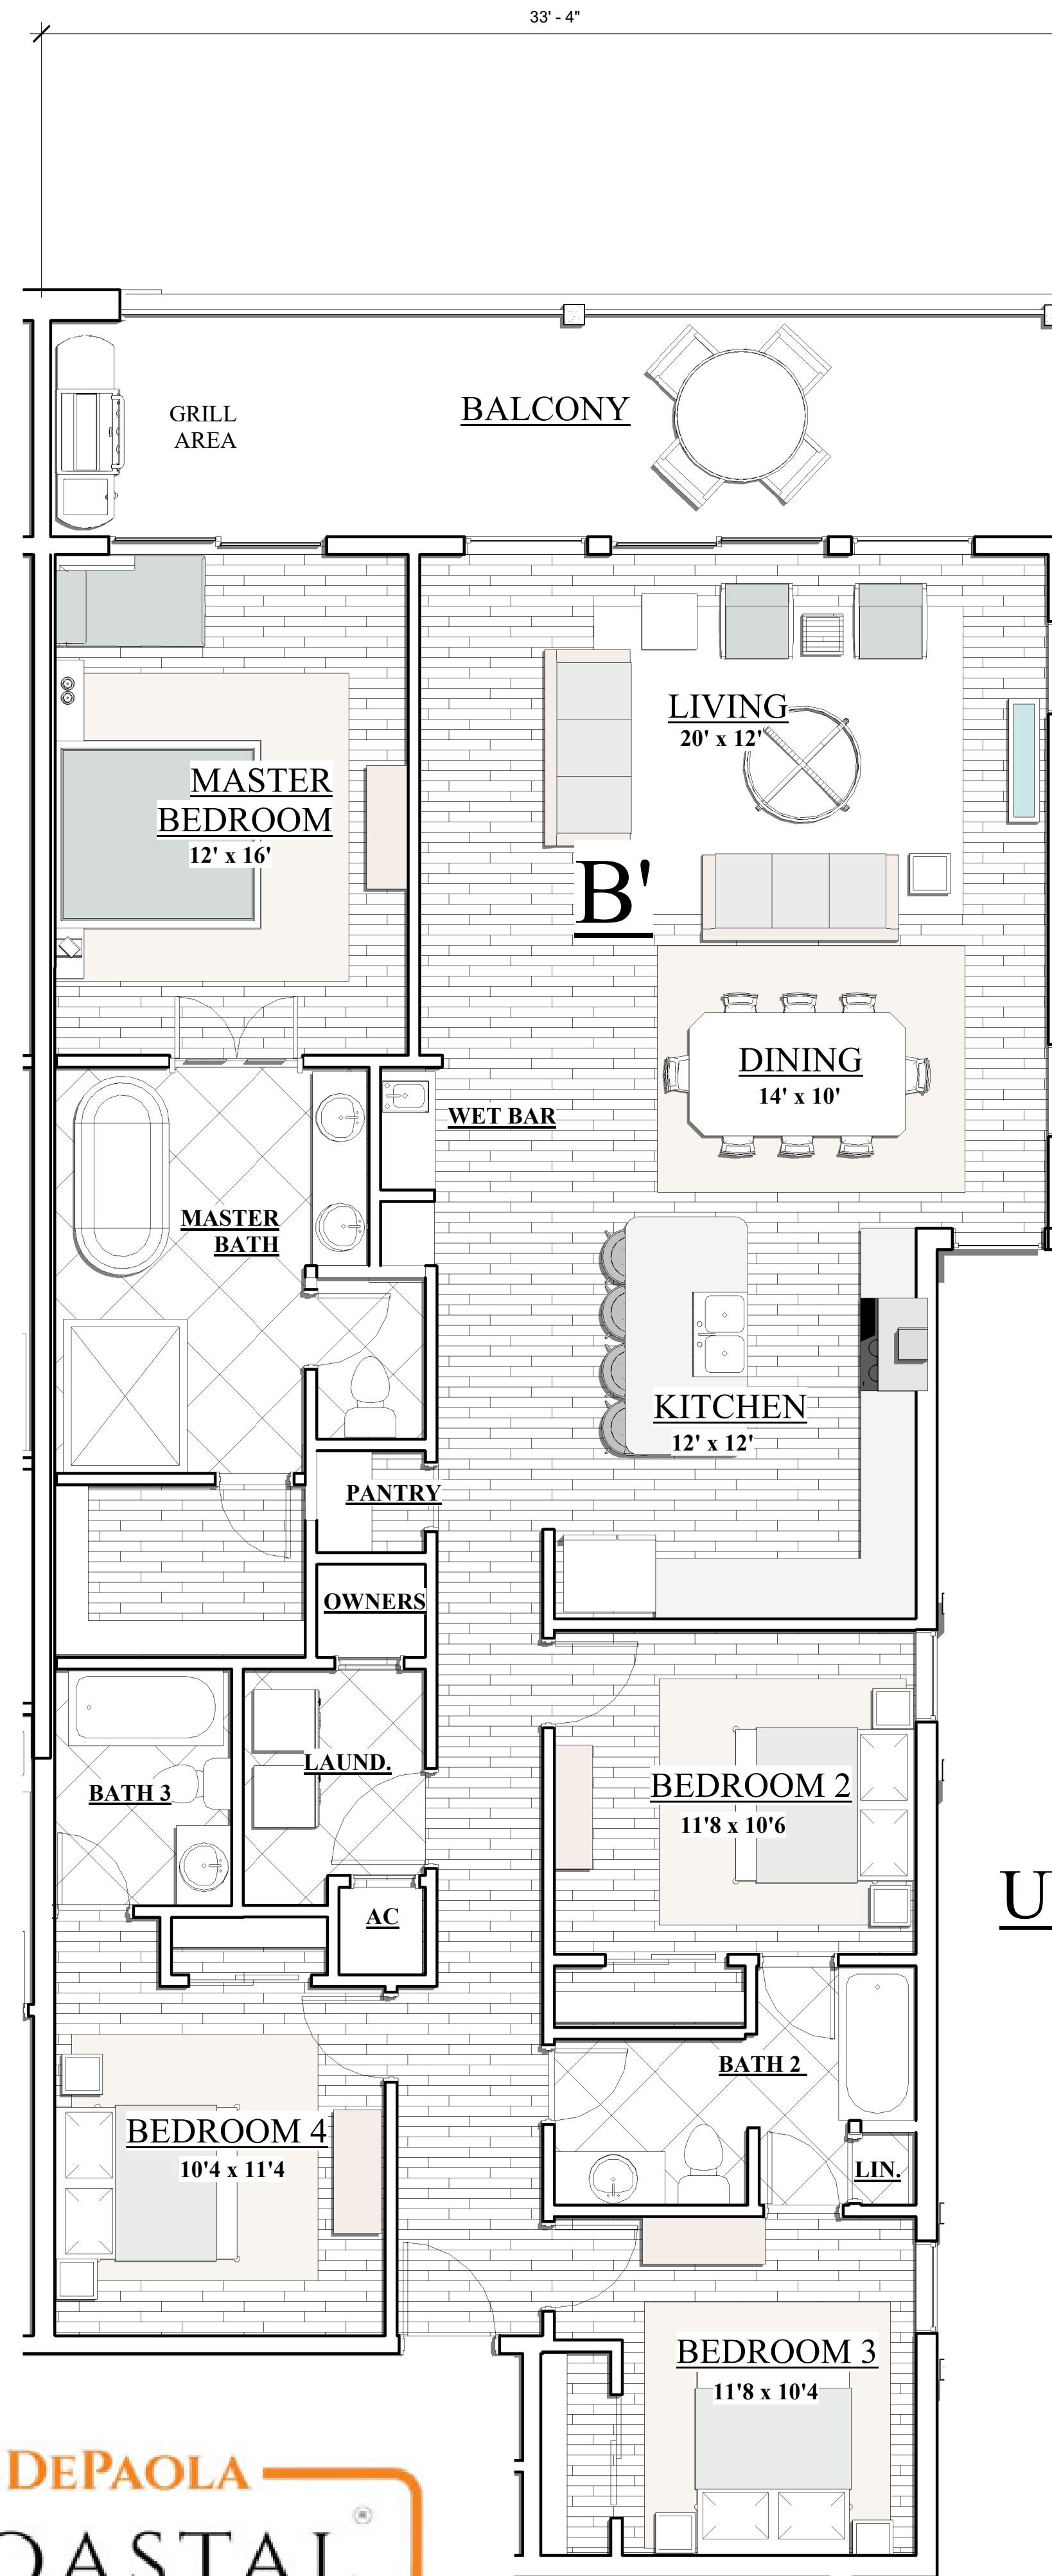 33' - 4"
GRILL
AREA
BALCONY
LIVING
20' x 12'
MASTER
BEDROOM
12' x 16'
B'
DINING
14' x 10'
WET BAR
MASTER
BATH
KITCHEN
12' x 12'
PANTRY
OWNERS
LAUND.
BATH 3
BEDROOM 2
11'8 x 10'6
U
AC
BATH 2
BEDROOM 4
10'4 x 11'4
LIN.
BEDROOM 3
11'8 x 10'4
DEPAOLA
OASTAL